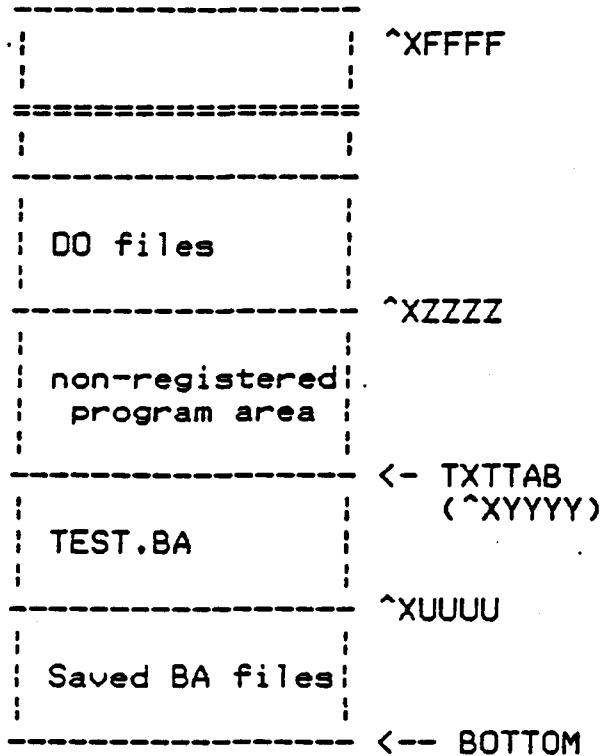 ^XFFFF
DO files
^XZZZZ
non-registered
program area
<- TXTTAB
(^XYYYY)
TEST.BA
^XUUUU
Saved BA files
<-- BOTTOM